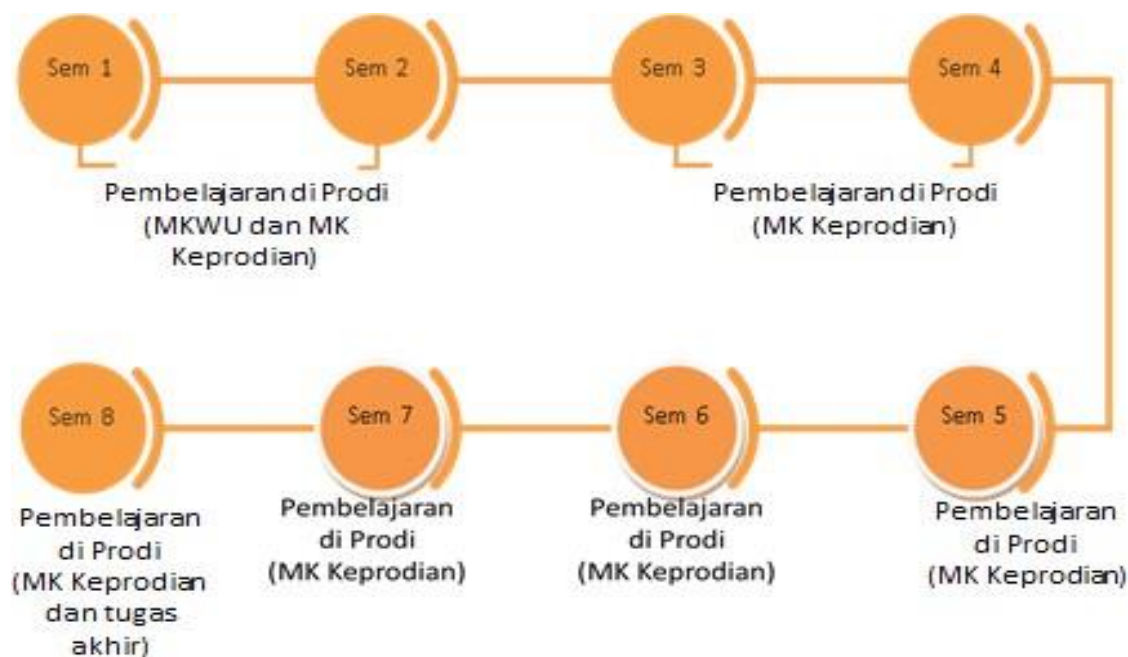 Sem 1
Sem 2
Sem 3
Sem 4
Pembelajaran di Prodi
(MKWU dan MK
Keprodian)
Pembelajaran di Prodi
(MK Keprodian)
Sem 8
Sem 7
Sem 6
Sem 5
Pembelajaran
di Prodi
(MK Keprodian
dan tugas
akhir)
Pembelajaran
di Prodi
(MK Keprodian)
Pembelajaran
di Prodi
(MK Keprodian)
Pembelajaran
di Prodi
(MK Keprodian)